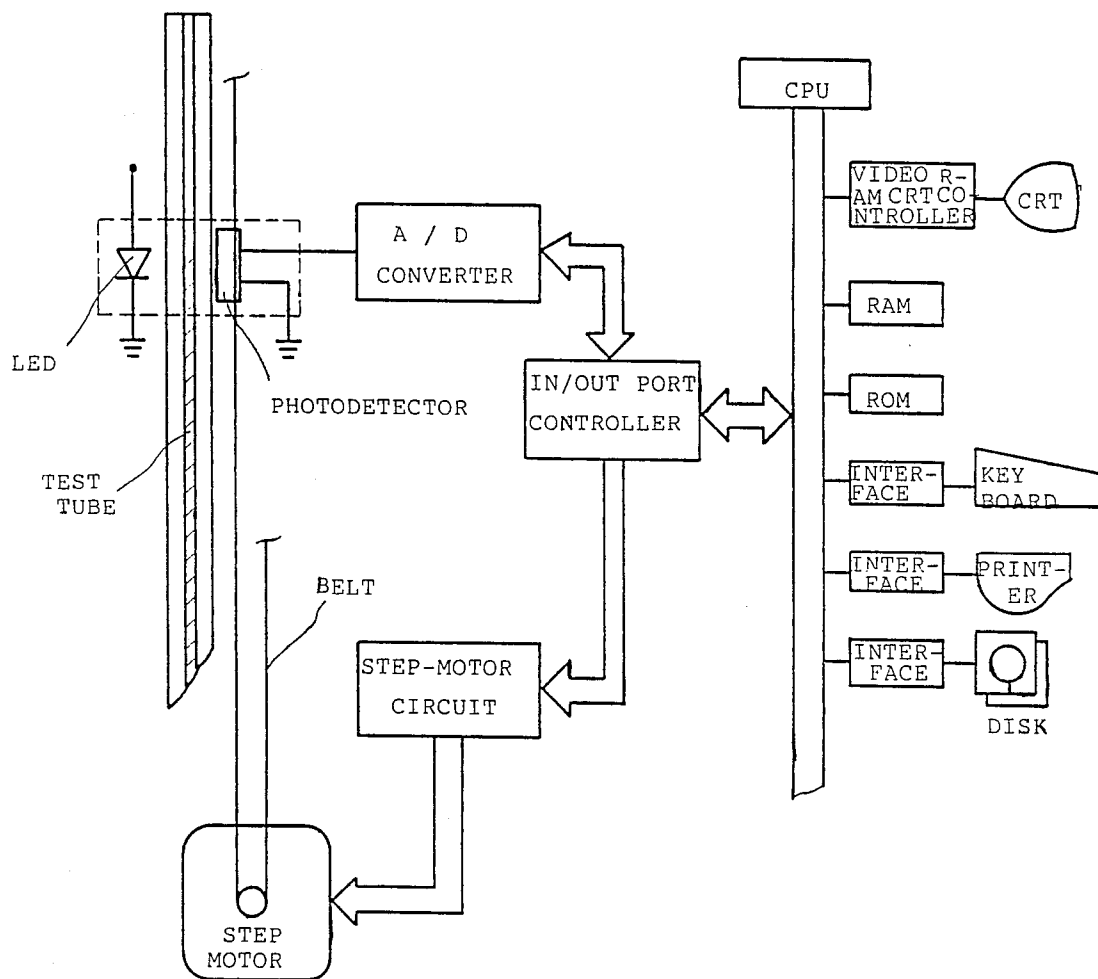 CPU
VIDEO R-
AM CRTCO-
NTROLLER
CRT
A / D
CONVERTER
RAM
LED
IN/OUT PORT
CONTROLLER
ROM
PHOTODETECTOR
TEST
TUBE
INTER-
FACE
KEY
BOARD
INTER-
FACE
PRINT-
ER
BELT
STEP-MOTOR
CIRCUIT
INTER-
FACE
DISK
STEP
MOTOR